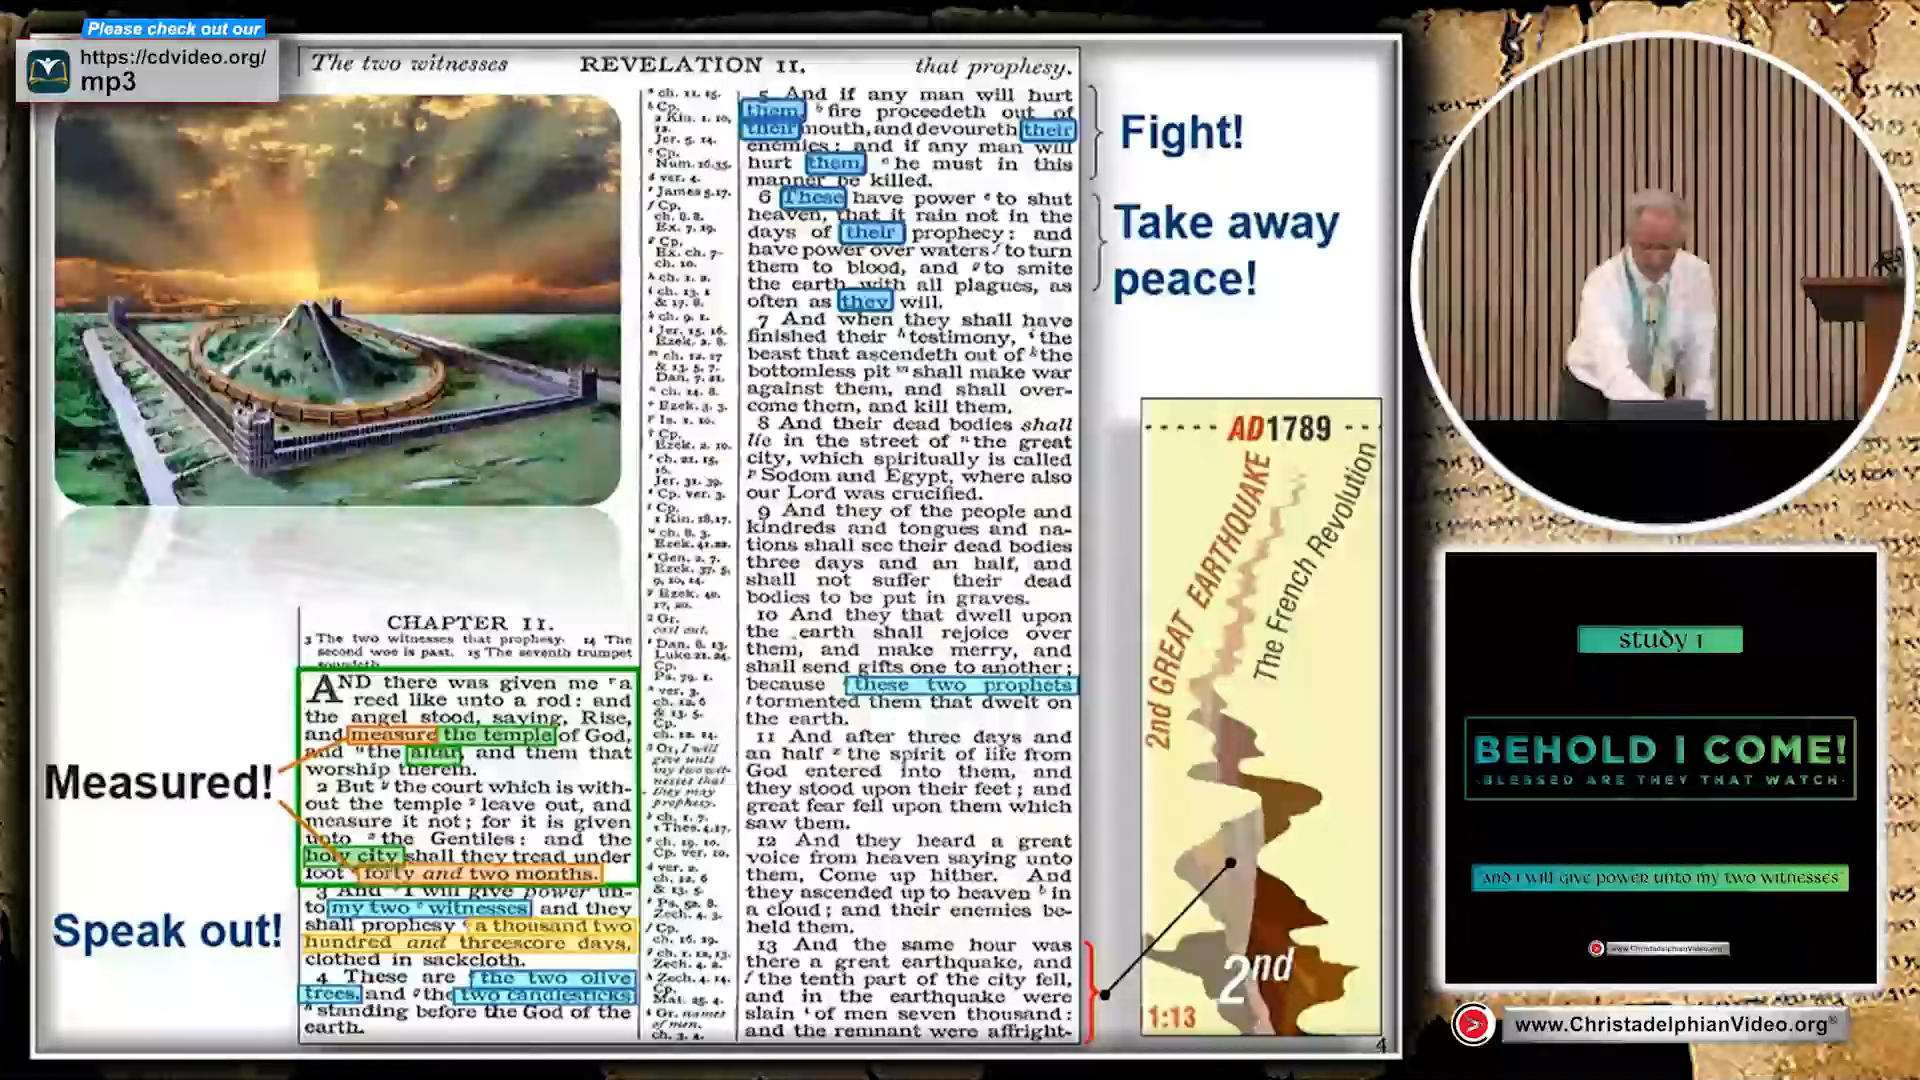 Please check out our
https://cdvideo.org/
mp3
The two witnesses
REVELATION 11.
that prophesy.
Measured!
Speak out!
CHAPTER 11.
3 The two witnesses that prophesy. 14 The
second woe is past. 15 The seventh trumpet
soundeth.
AND there was given me a
reed like unto a rod: and
the angel stood, saying, Rise,
and measure the temple of God,
and the altar, and them that
worship therein.
2 But the court which is with-
out the temple leave out, and
measure it not; for it is given
unto the Gentiles: and the
holy city shall they tread under
foot forty and two months.
3 And I will give power un-
to my two witnesses and they
shall prophesy a thousand two
hundred and threescore days,
clothed in sackcloth.
4 These are the two olive
trees, and the two candlesticks
standing before the God of the
earth.
5 And if any man will hurt
them, fire proceedeth out of
their mouth, and devoureth their
enemies: and if any man will
hurt them he must in this
manner be killed.
6 These have power to shut
heaven, that it rain not in the
days of their prophecy: and
have power over waters to turn
them to blood, and to smite
the earth with all plagues, as
often as they will.
7 And when they shall have
finished their testimony, the
beast that ascendeth out of the
bottomless pit shall make war
against them, and shall over-
come them, and kill them.
8 And their dead bodies shall
lie in the street of the great
city, which spiritually is called
Sodom and Egypt, where also
our Lord was crucified.
9 And they of the people and
kindreds and tongues and na-
tions shall see their dead bodies
three days and an half, and
shall not suffer their dead
bodies to be put in graves.
10 And they that dwell upon
the earth shall rejoice over
them, and make merry, and
shall send gifts one to another;
because these two prophets
tormented them that dwelt on
the earth.
11 And after three days and
an half the spirit of life from
God entered into them, and
they stood upon their feet; and
great fear fell upon them which
saw them.
12 And they heard a great
voice from heaven saying unto
them, Come up hither. And
they ascended up to heaven in
a cloud; and their enemies be-
held them.
13 And the same hour was
there a great earthquake, and
the tenth part of the city fell,
and in the earthquake were
slain of men seven thousand:
and the remnant were affright-
Fight!
Take away
peace!
AD1789
2nd GREAT EARTHQUAKE
The French Revolution
2nd
1:13
4
study 1
BEHOLD I COME!
·BLESSED ARE THEY THAT WATCH·
"and I will give power unto my two witnesses"
www.ChristadelphianVideo.org
www.ChristadelphianVideo.org®